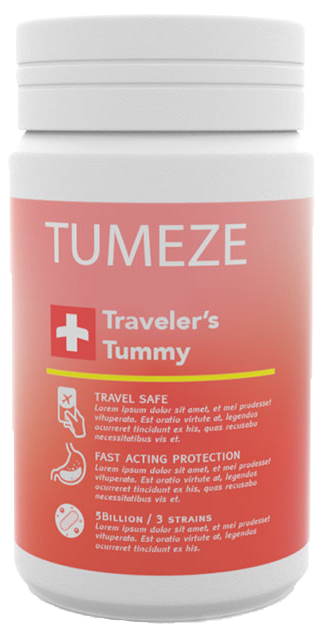 TUMEZE
Traveler's
Tummy
TRAVEL SAFE
Lorem ipsum dolor sit amet, et mei prodesset
vituperata. Est oratio virtute at, legendos
ocurreret tincidunt ex his, quas recusabo
necessitatibus vis et.
FAST ACTING PROTECTION
Lorem ipsum dolor sit amet, et mei prodesset
vituperata. Est oratio virtute at, legendos
ocurreret tincidunt ex his, quas recusabo
necessitatibus vis et.
5BILLION / 3 STRAINS
Lorem ipsum dolor sit amet, et mei prodesset
vituperata. Est oratio virtute at, legendos
ocurreret tincidunt ex his.